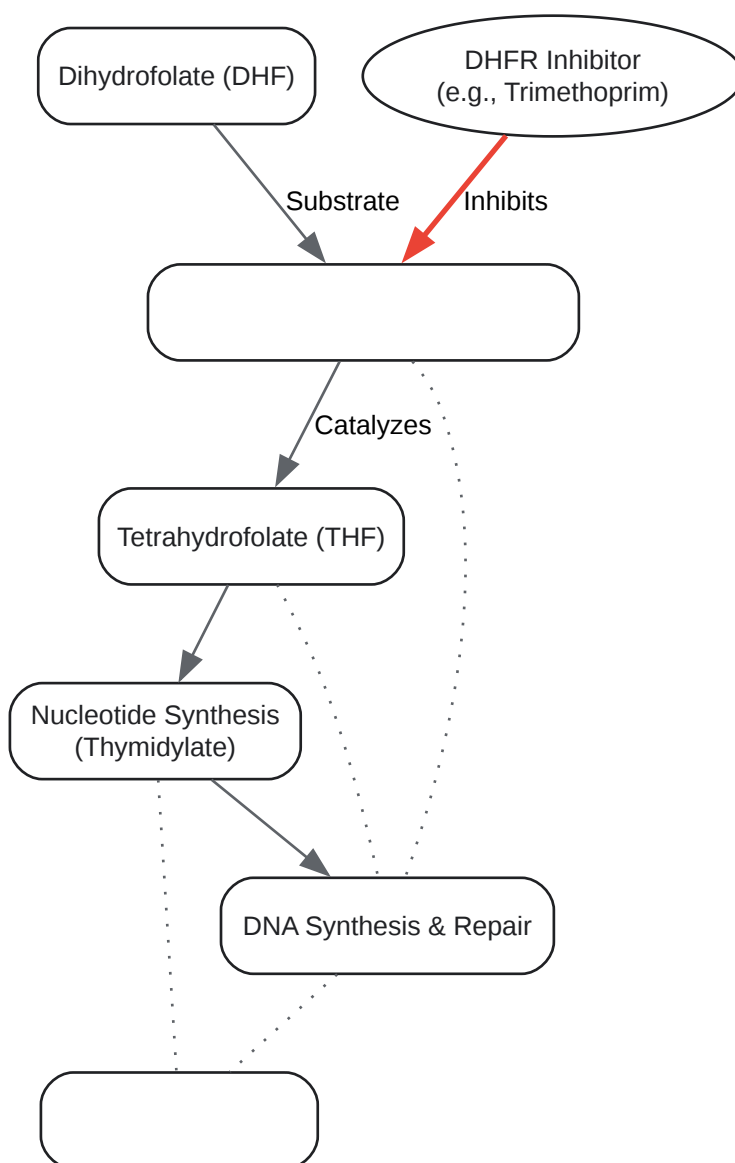 Dihydrofolate (DHF)
DHFR Inhibitor
(e.g., Trimethoprim)
Substrate
Inhibits
Catalyzes
Tetrahydrofolate (THF)
Nucleotide Synthesis
(Thymidylate)
DNA Synthesis & Repair